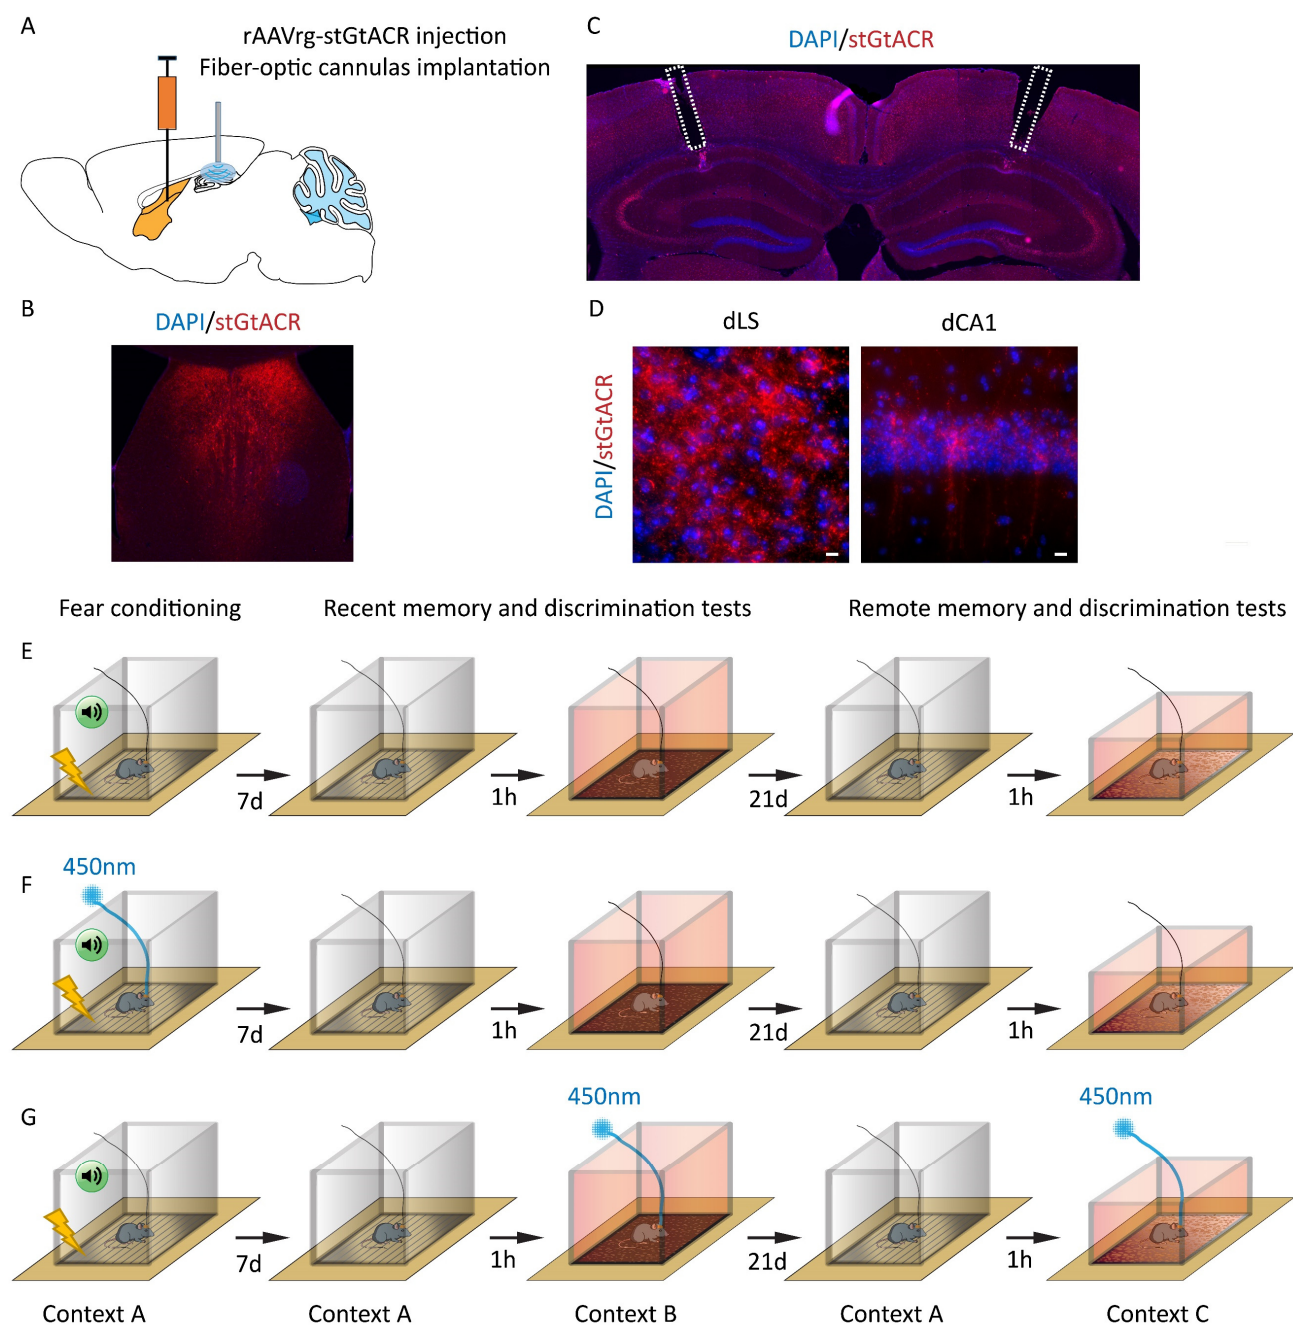 A
rAAVrg-stGtACR injection
Fiber-optic cannulas implantation
C
DAPI/stGtACR
B
DAPI/stGtACR
D
dLS
dCA1
DAPI/stGtACR
Fear conditioning
Recent memory and discrimination tests
Remote memory and discrimination tests
E
7d
1h
21d
1h
450nm
F
7d
1h
21d
1h
G
450nm
450nm
7d
1h
21d
1h
Context A
Context A
Context B
Context A
Context C